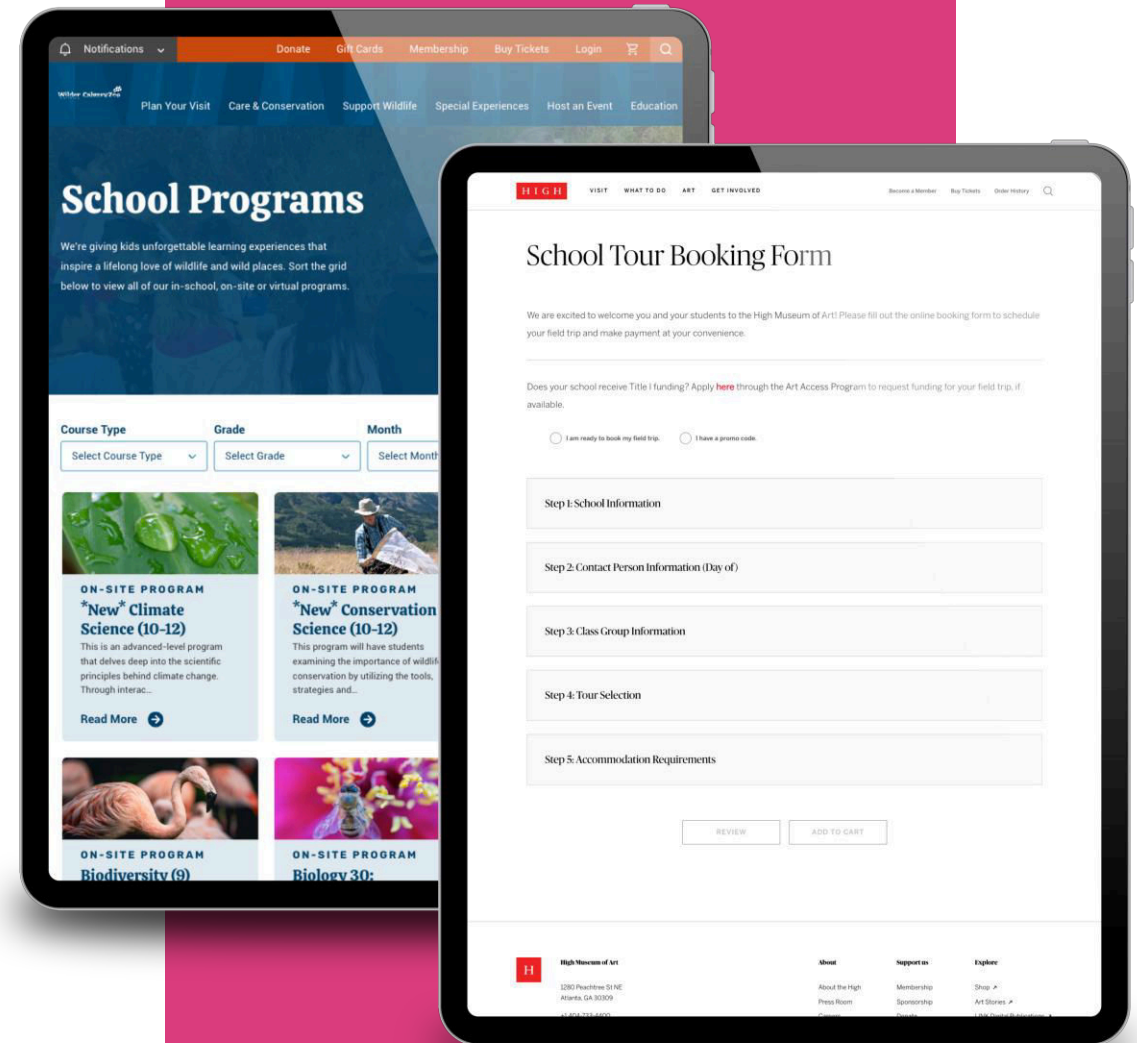 Notifications
Donate
Gift Cards
Membership
Buy Tickets
Login
Plan Your Visit
Care & Conservation
Support Wildlife
Special Experiences
Host an Event
Education
School Programs
We're giving kids unforgettable learning experiences that
inspire a lifelong love of wildlife and wild places. Sort the grid
below to view all of our in-school, on-site or virtual programs.
Course Type
Grade
Month
Select Course Type
Select Grade
Select Month
ON-SITE PROGRAM
*New* Climate
Science (10-12)
This is an advanced-level program
that delves deep into the scientific
principles behind climate change.
Through interac...
Read More
ON-SITE PROGRAM
*New* Conservation
Science (10-12)
This program will have students
examining the importance of wildlife
conservation by utilizing the tools,
strategies and...
Read More
ON-SITE PROGRAM
Biodiversity (9)
ON-SITE PROGRAM
Biology 30:
HIGH
VISIT
WHAT TO DO
ART
GET INVOLVED
Become a Member
Buy Tickets
Order History
School Tour Booking Form
We are excited to welcome you and your students to the High Museum of Art! Please fill out the online booking form to schedule
your field trip and make payment at your convenience.
Does your school receive Title I funding? Apply here through the Art Access Program to request funding for your field trip, if
available.
I am ready to book my field trip.
I have a promo code.
Step 1: School Information
Step 2: Contact Person Information (Day of)
Step 3: Class Group Information
Step 4: Tour Selection
Step 5: Accommodation Requirements
REVIEW
ADD TO CART
H
High Museum of Art
1280 Peachtree St NE
Atlanta, GA 30309
+1 404-733-4400
About
About the High
Press Room
Careers
Support us
Membership
Sponsorship
Donate
Explore
Shop ↗
Art Stories ↗
LINK Digital Publications ↗